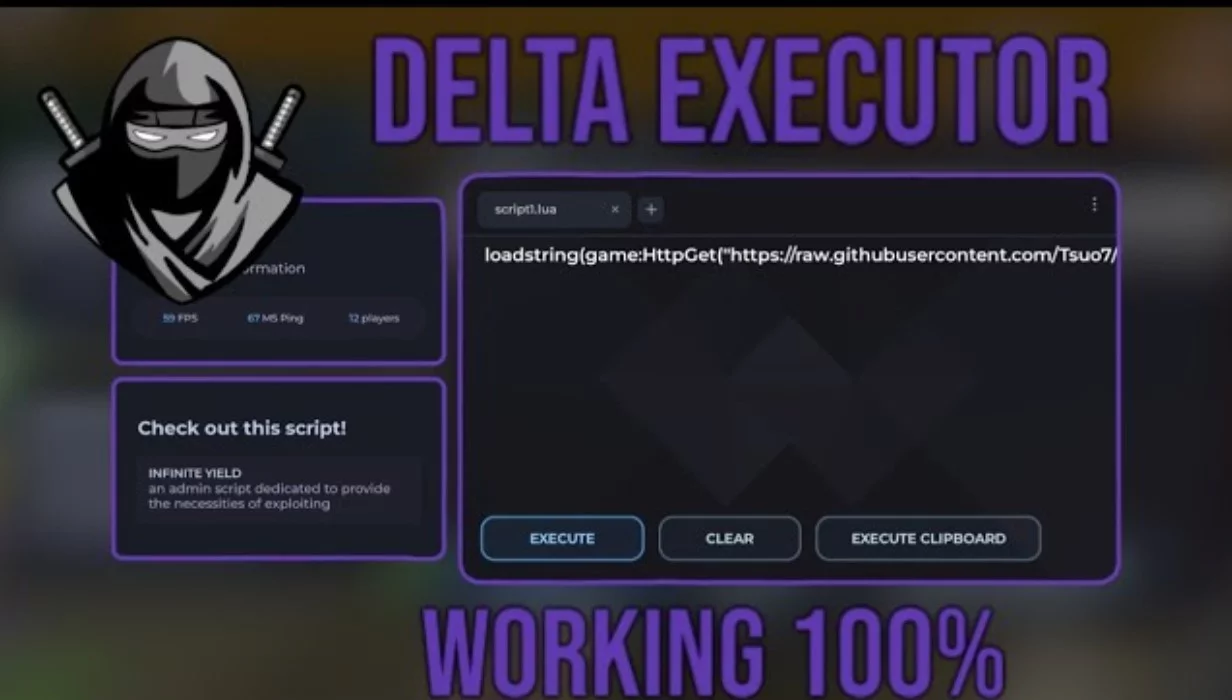 DELTA EXECUTOR
script1.lua × +
loadstring(game:HttpGet("https://raw.githubusercontent.com/Tsuo7/
59 FPS 67 MS Ping 12 players
Check out this script!
INFINITE YIELD
an admin script dedicated to provide
the necessities of exploiting
EXECUTE CLEAR EXECUTE CLIPBOARD
WORKING 100%